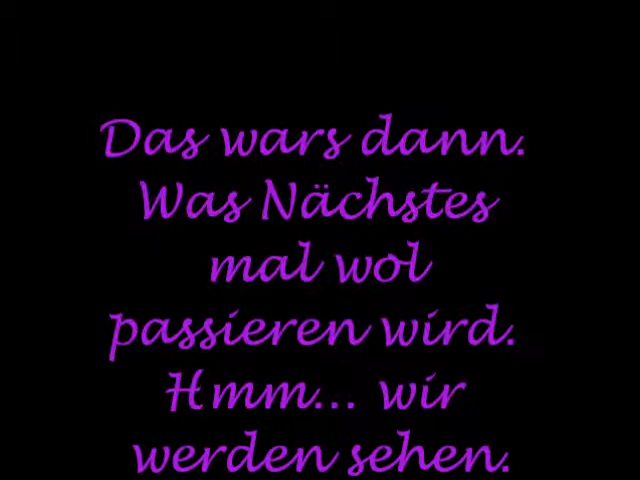 Das wars dann.
Was Nächstes
mal wol
passieren wird.
Hmm... wir
werden sehen.